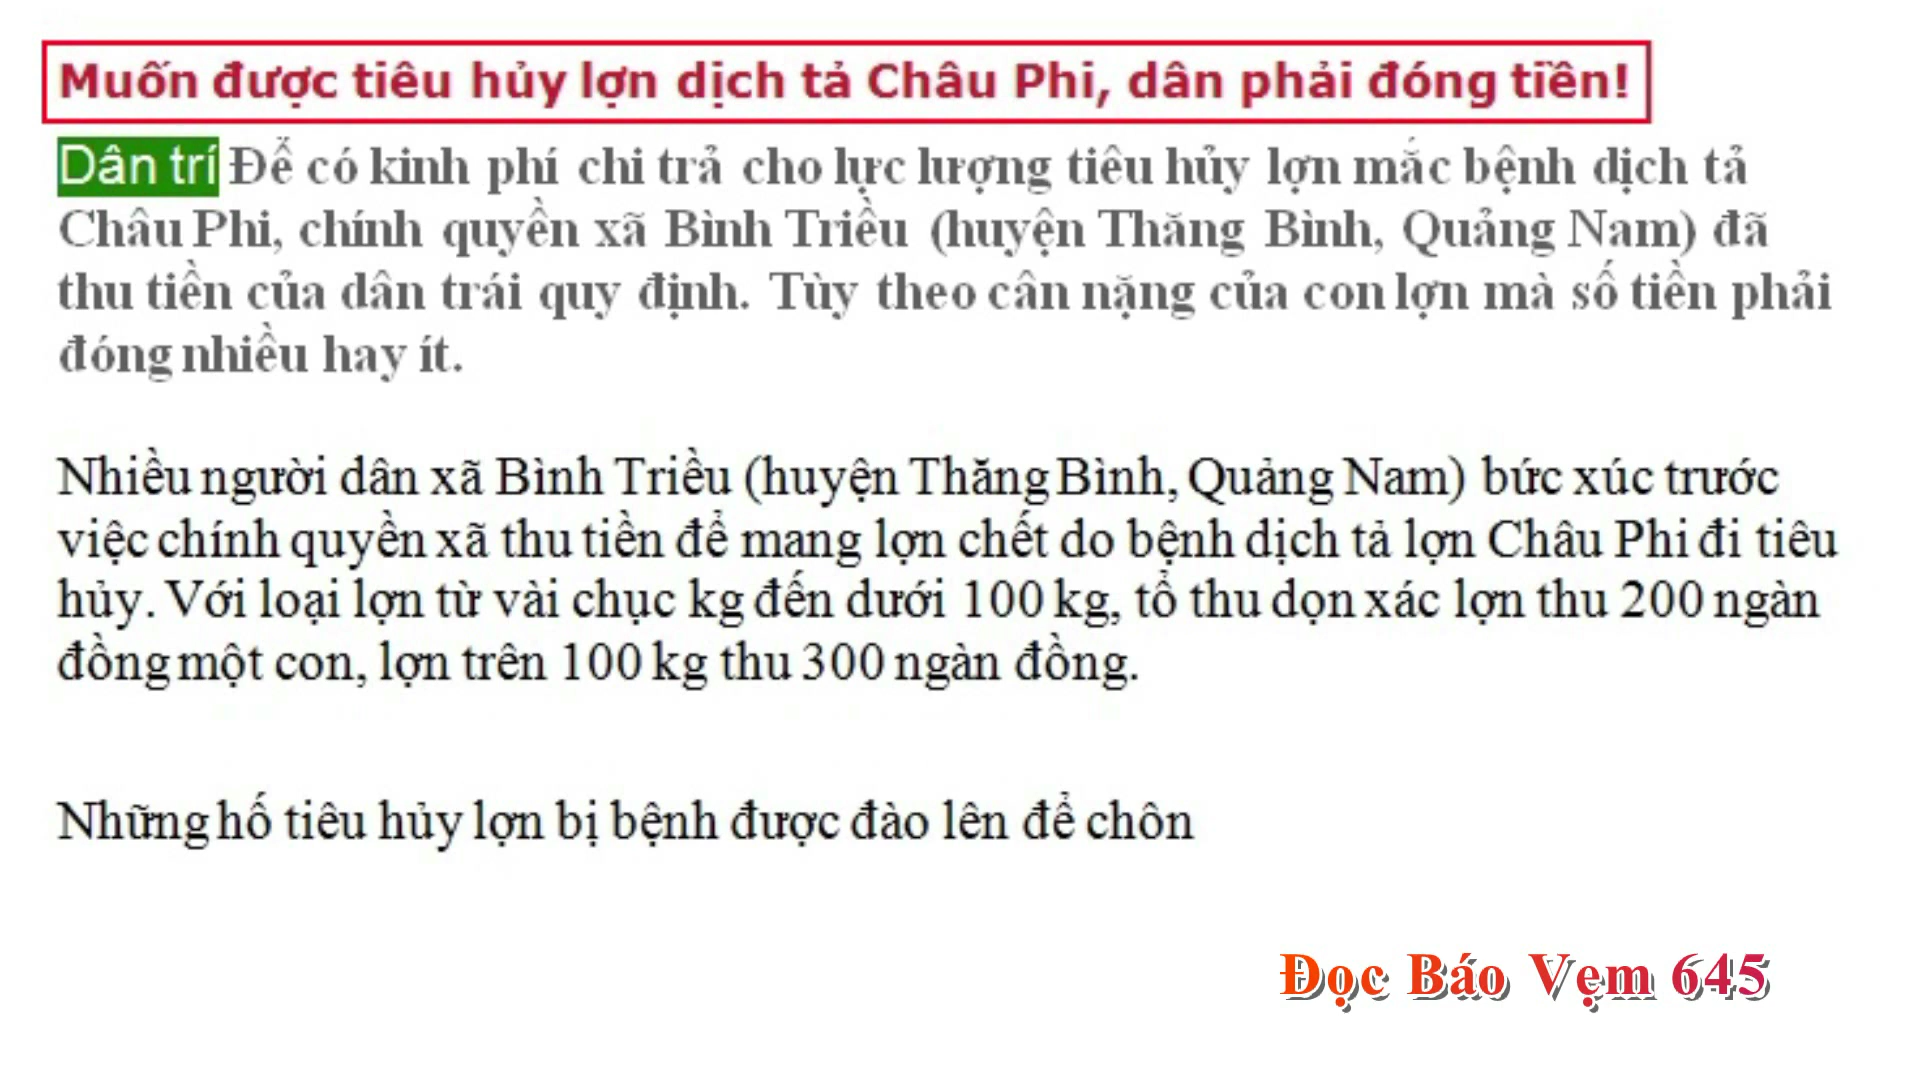 Muốn được tiêu hủy lợn dịch tả Châu Phi, dân phải đóng tiền!
Dân trí Để có kinh phí chi trả cho lực lượng tiêu hủy lợn mắc bệnh dịch tả
Châu Phi, chính quyền xã Bình Triều (huyện Thăng Bình, Quảng Nam) đã
thu tiền của dân trái quy định. Tùy theo cân nặng của con lợn mà số tiền phải
đóng nhiều hay ít.
Nhiều người dân xã Bình Triều (huyện Thăng Bình, Quảng Nam) bức xúc trước
việc chính quyền xã thu tiền để mang lợn chết do bệnh dịch tả lợn Châu Phi đi tiêu
hủy. Với loại lợn từ vài chục kg đến dưới 100 kg, tổ thu dọn xác lợn thu 200 ngàn
đồng một con, lợn trên 100 kg thu 300 ngàn đồng.
Những hố tiêu hủy lợn bị bệnh được đào lên để chôn
Đọc Báo Vẹm 645